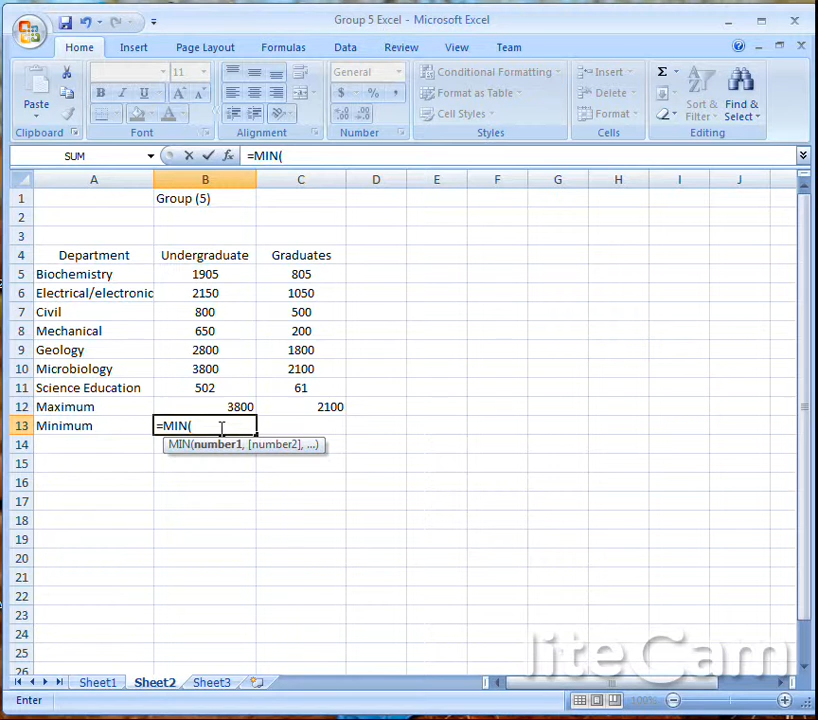 Group 5 Excel - Microsoft Excel
Home Insert Page Layout Formulas Data Review View Team
Paste
11
B I U
A A
General
$ % ,
Conditional Formatting
Format as Table
Cell Styles
Insert
Delete
Format
Σ
Sort & Filter
Find & Select
Clipboard Font Alignment Number Styles Cells Editing
SUM fx =MIN(
A B C D E F G H I J
1 Group (5)
2
3
4 Department Undergraduate Graduates
5 Biochemistry 1905 805
6 Electrical/electronic 2150 1050
7 Civil 800 500
8 Mechanical 650 200
9 Geology 2800 1800
10 Microbiology 3800 2100
11 Science Education 502 61
12 Maximum 3800 2100
13 Minimum =MIN(
14 MIN(number1, [number2], ...)
15
16
17
18
19
20
21
22
23
24
25
26
liteCam
Sheet1 Sheet2 Sheet3
Enter 100%